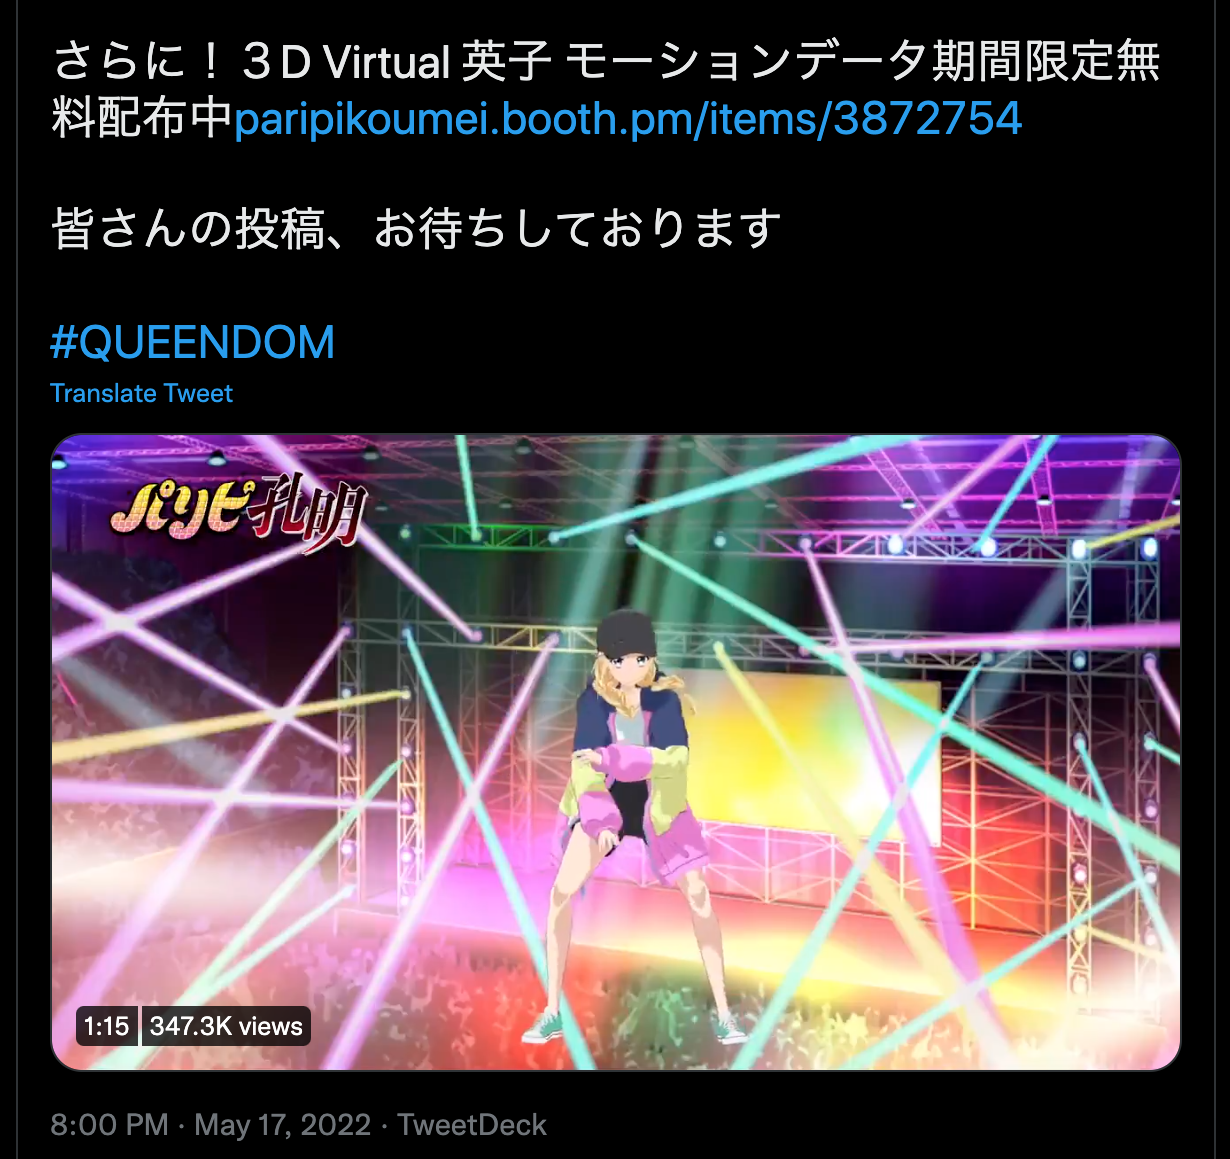 さらに！３D Virtual 英子 モーションデータ期間限定無
料配布中paripikoumei.booth.pm/items/3872754
皆さんの投稿、お待ちしております
#QUEENDOM
Translate Tweet
パリピ孔明
1:15 347.3K views
8:00 PM · May 17, 2022 · TweetDeck